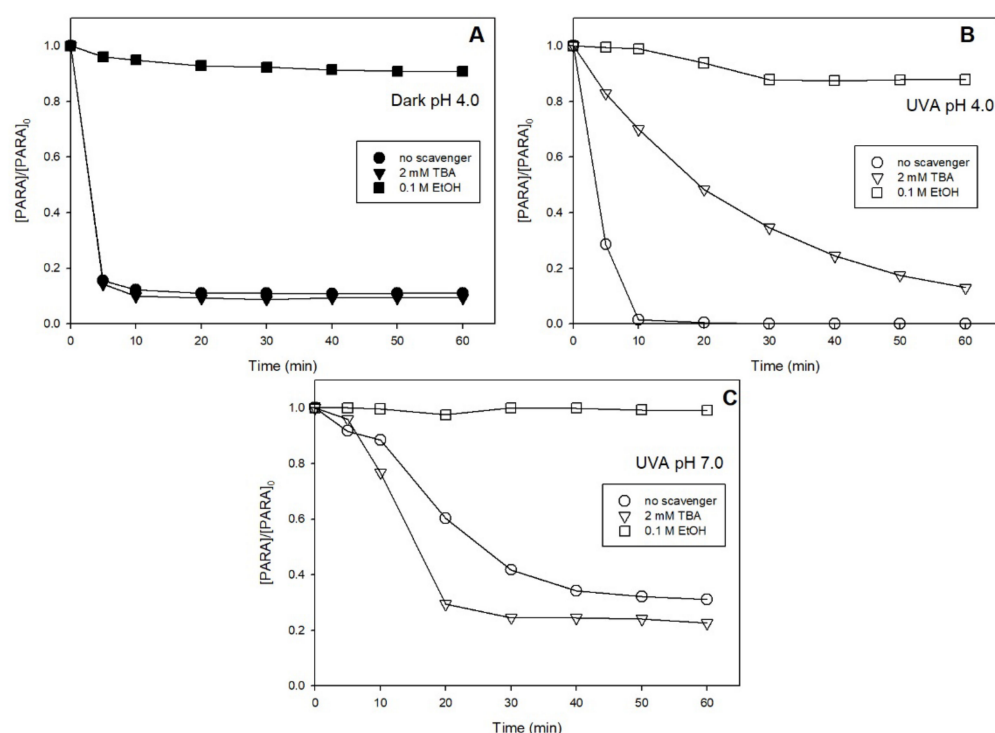 A
1.0
0.8
0.6
0.4
0.2
0.0
[PARA]/[PARA]0
Dark pH 4.0
no scavenger
2 mM TBA
0.1 M EtOH
0 10 20 30 40 50 60
Time (min)
B
1.0
0.8
0.6
0.4
0.2
0.0
[PARA]/[PARA]0
UVA pH 4.0
no scavenger
2 mM TBA
0.1 M EtOH
0 10 20 30 40 50 60
Time (min)
C
1.0
0.8
0.6
0.4
0.2
0.0
[PARA]/[PARA]0
UVA pH 7.0
no scavenger
2 mM TBA
0.1 M EtOH
0 10 20 30 40 50 60
Time (min)